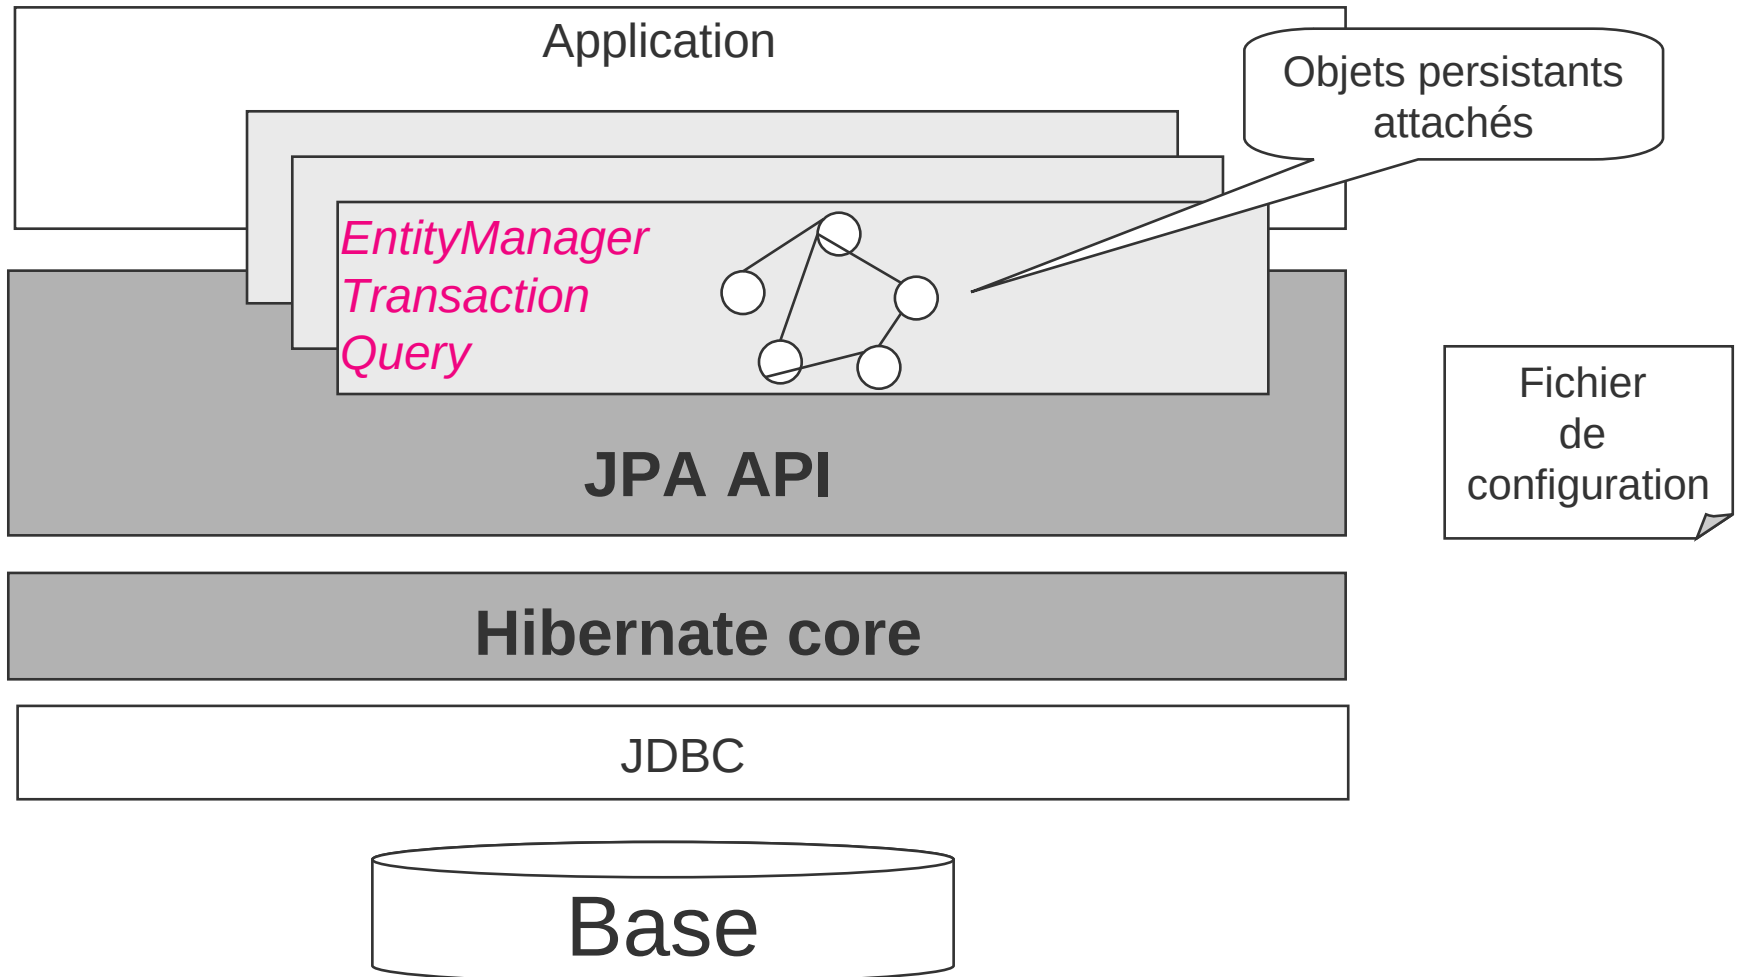 Application
Objets persistants
attachés
EntityManager
Transaction
Query
Fichier
de
configuration
JPA API
Hibernate core
JDBC
Base